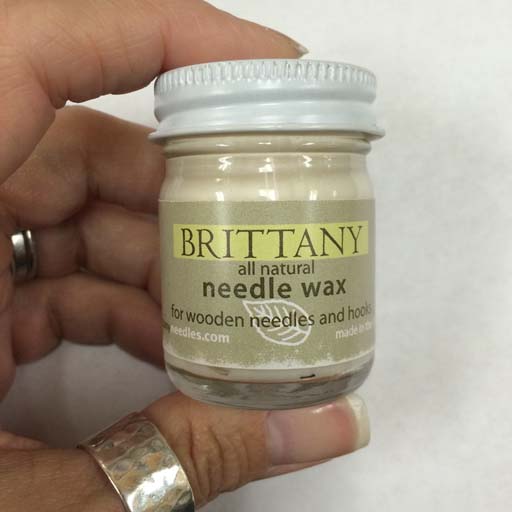 BRITTANY
all natural
needle wax
for wooden needles and hooks
needles.com made in the